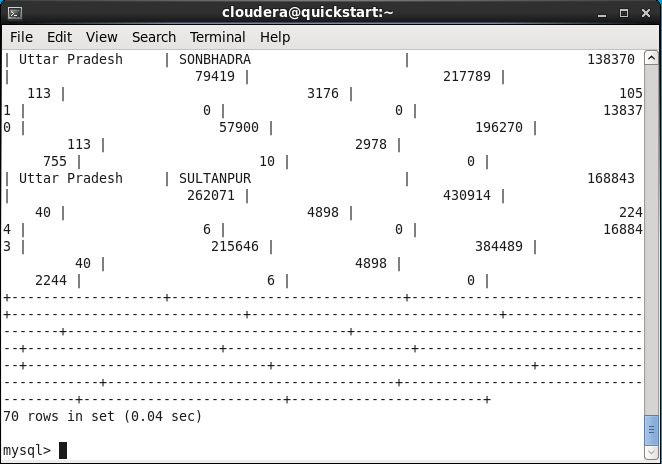 cloudera@quickstart:~
File Edit View Search Terminal Help
| Uttar Pradesh     | SONBHADRA                   |                      138370
|                       79419 |                        217789 |
   113 |                              3176 |                                105
1 |                      0 |                     0 |                       13837
0 |                        57900 |                           196270 |
        113 |                               2978 |
     755 |                      10 |                       0 |
| Uttar Pradesh     | SULTANPUR                   |                      168843
|                      262071 |                        430914 |
    40 |                              4898 |                                224
4 |                      6 |                     0 |                       16884
3 |                       215646 |                          384489 |
         40 |                               4898 |
    2244 |                       6 |                       0 |
+-------------------+-----------------------------+-----------------------------
+-----------------------------+-------------------------------+-----------------
-------+-----------------------------------+------------------------------------
--+------------------------+-----------------------+----------------------------
--+------------------------------+--------------------------------+-------------
------------+------------------------------------+------------------------------
---------+-------------------------+------------------------+
70 rows in set (0.04 sec)
mysql>